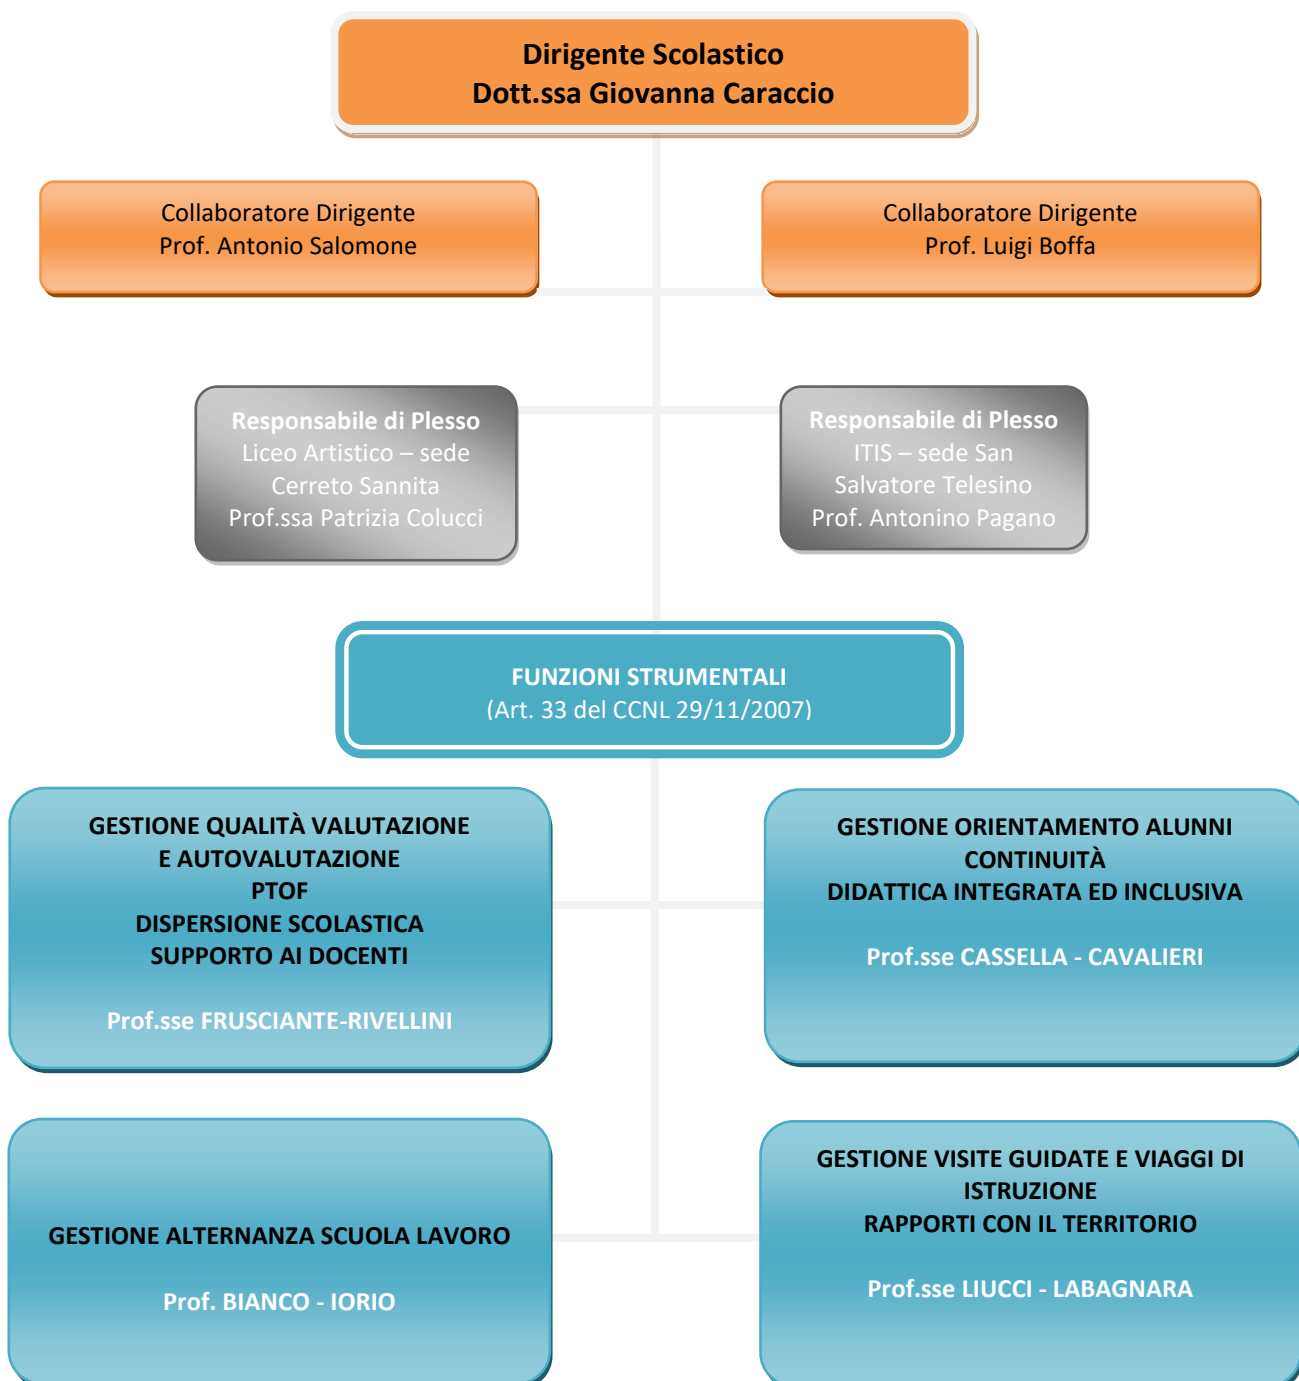 Dirigente Scolastico
Dott.ssa Giovanna Caraccio
Collaboratore Dirigente
Prof. Antonio Salomone
Collaboratore Dirigente
Prof. Luigi Boffa
Responsabile di Plesso
Liceo Artistico – sede
Cerreto Sannita
Prof.ssa Patrizia Colucci
Responsabile di Plesso
ITIS – sede San
Salvatore Telesino
Prof. Antonino Pagano
FUNZIONI STRUMENTALI
(Art. 33 del CCNL 29/11/2007)
GESTIONE QUALITÀ VALUTAZIONE
E AUTOVALUTAZIONE
PTOF
DISPERSIONE SCOLASTICA
SUPPORTO AI DOCENTI
Prof.sse FRUSCIANTE-RIVELLINI
GESTIONE ORIENTAMENTO ALUNNI
CONTINUITÀ
DIDATTICA INTEGRATA ED INCLUSIVA
Prof.sse CASSELLA - CAVALIERI
GESTIONE ALTERNANZA SCUOLA LAVORO
Prof. BIANCO - IORIO
GESTIONE VISITE GUIDATE E VIAGGI DI
ISTRUZIONE
RAPPORTI CON IL TERRITORIO
Prof.sse LIUCCI - LABAGNARA